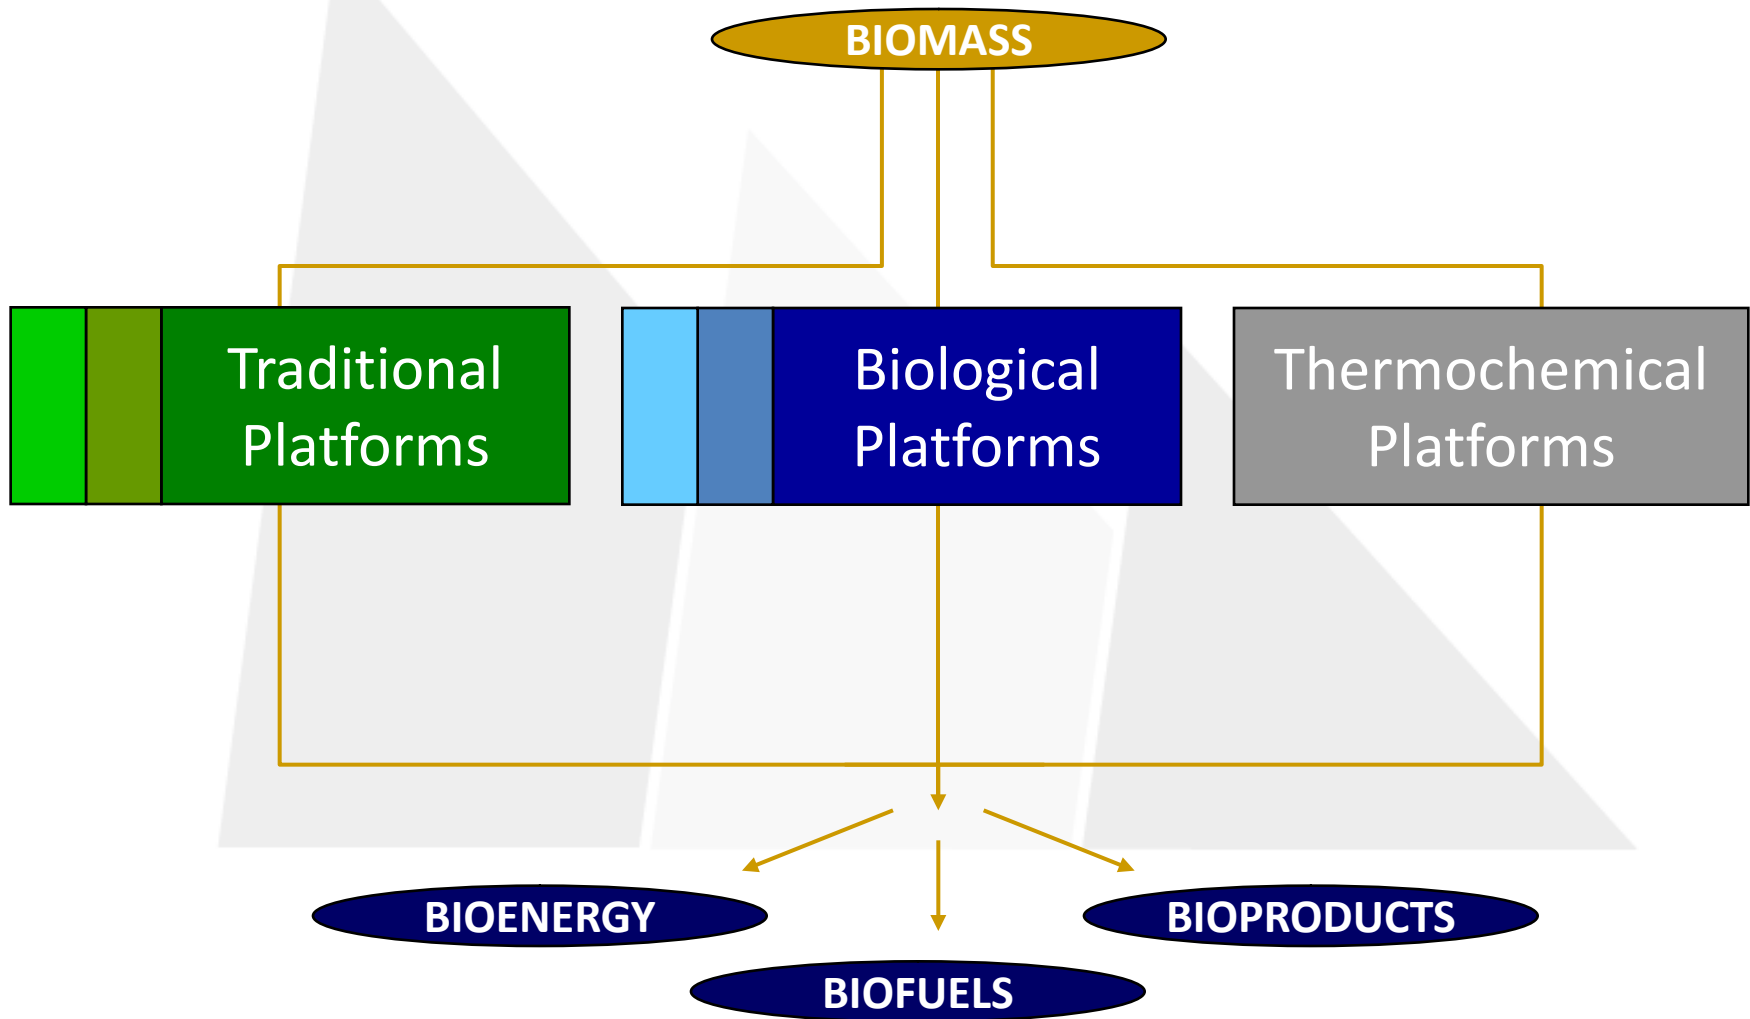 BIOMASS
Traditional
Platforms
Biological
Platforms
Thermochemical
Platforms
BIOENERGY
BIOPRODUCTS
BIOFUELS